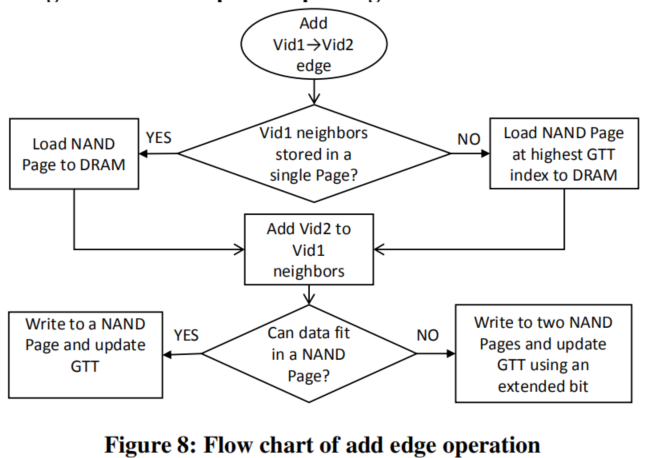 Add
Vid1→Vid2
edge
Vid1 neighbors
stored in a
single Page?
YES
NO
Load NAND
Page to DRAM
Load NAND Page
at highest GTT
index to DRAM
Add Vid2 to
Vid1
neighbors
Can data fit
in a NAND
Page?
YES
NO
Write to a NAND
Page and update
GTT
Write to two NAND
Pages and update
GTT using an
extended bit
Figure 8: Flow chart of add edge operation